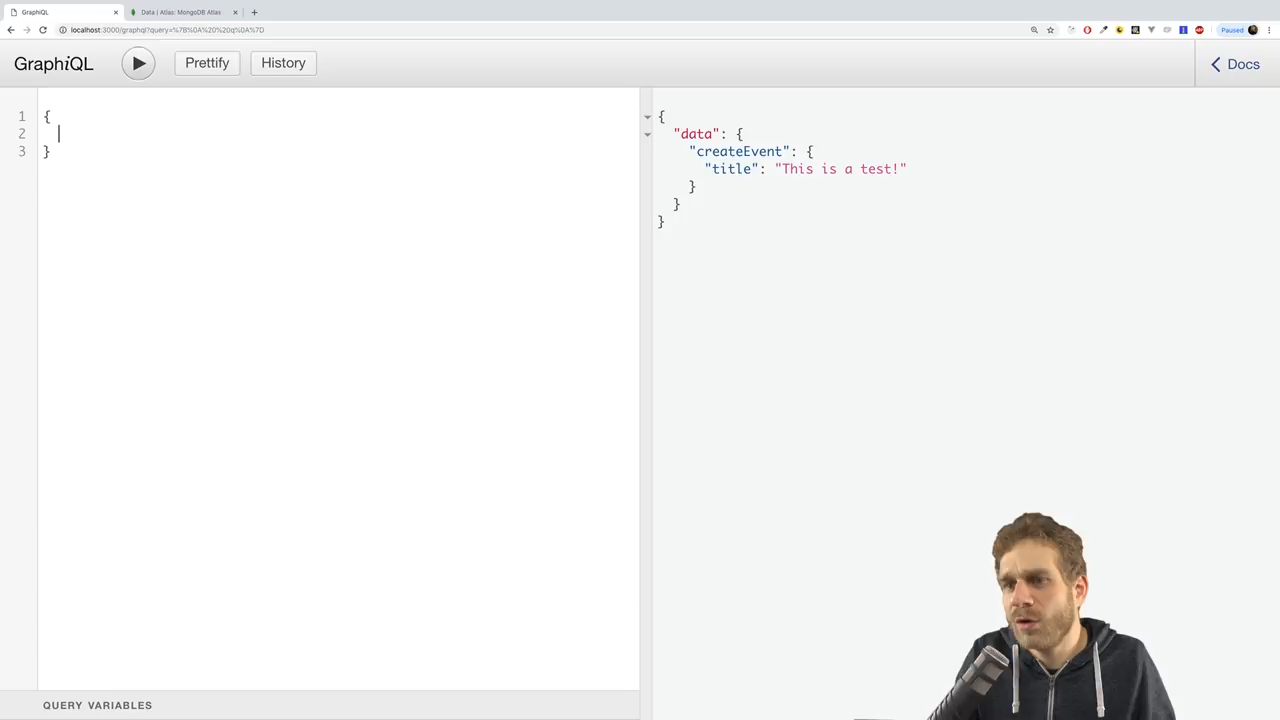 GraphiQL
Data | Atlas: MongoDB Atlas
localhost:3000/graphql?query=%7B%0A%20%20q%0A%7D
Paused
GraphiQL
Prettify
History
Docs
1 {
2
3 }
{
"data": {
"createEvent": {
"title": "This is a test!"
}
}
}
QUERY VARIABLES